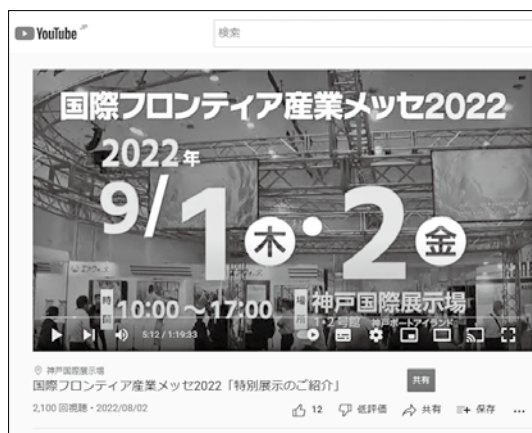 YouTube JP
検索
国際フロンティア産業メッセ2022
2022年
9/1木・2金
時間 10:00～17:00
場所 神戸国際展示場
1・2号館 神戸ポートアイランド
5:12 / 1:19:33
神戸国際展示場
国際フロンティア産業メッセ2022「特別展示のご紹介」
共有
2,100 回視聴・2022/08/02
12 低評価 共有 保存